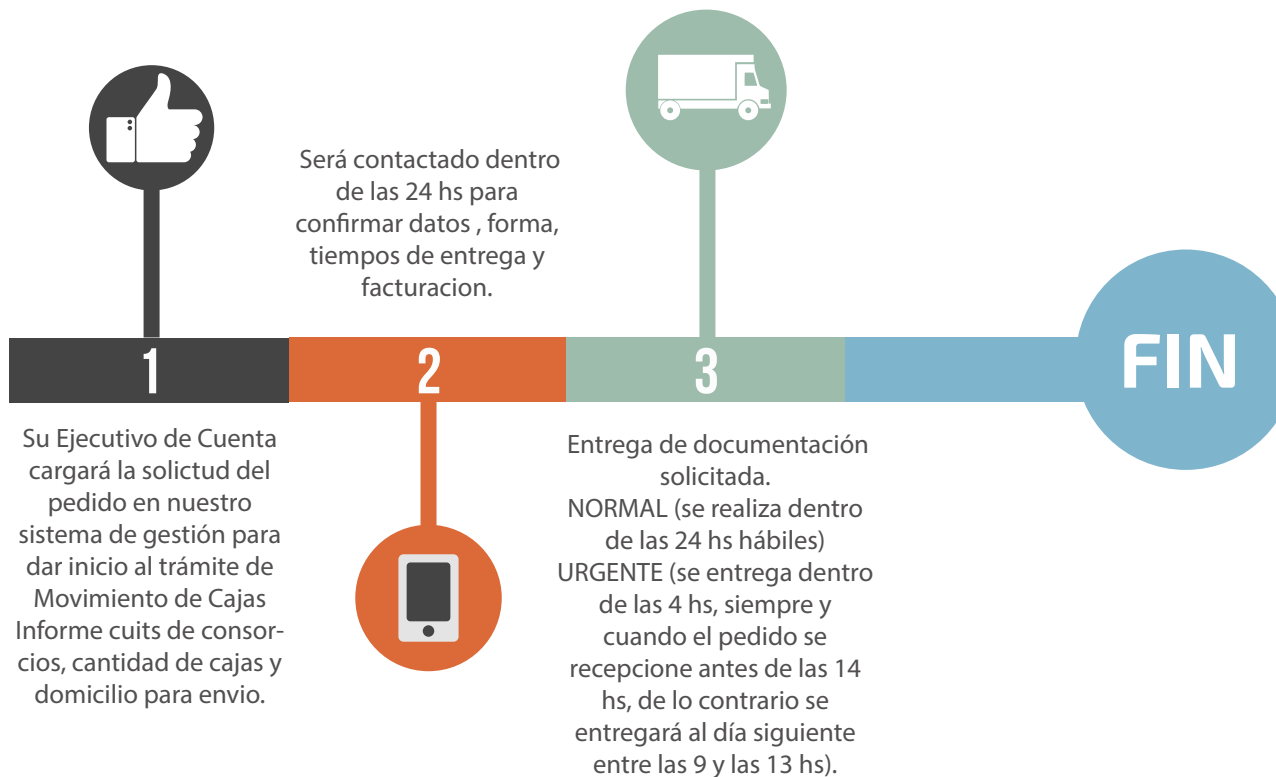 1
Su Ejecutivo de Cuenta
cargará la solictud del
pedido en nuestro
sistema de gestión para
dar inicio al trámite de
Movimiento de Cajas
Informe cuits de consor-
cios, cantidad de cajas y
domicilio para envio.
Será contactado dentro
de las 24 hs para
confirmar datos , forma,
tiempos de entrega y
facturacion.
2
3
Entrega de documentación
solicitada.
NORMAL (se realiza dentro
de las 24 hs hábiles)
URGENTE (se entrega dentro
de las 4 hs, siempre y
cuando el pedido se
recepcione antes de las 14
hs, de lo contrario se
entregará al día siguiente
entre las 9 y las 13 hs).
FIN